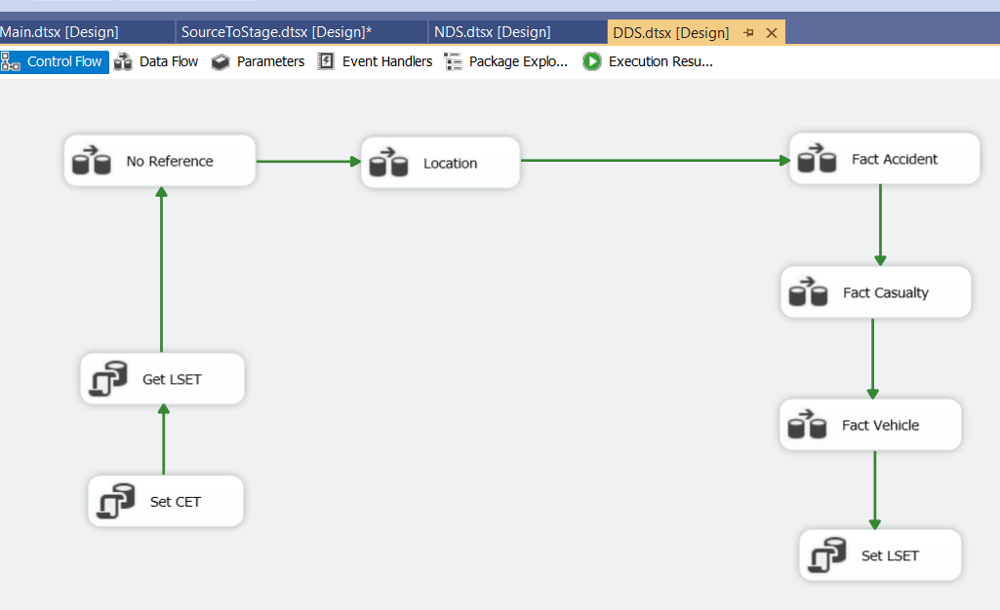 Main.dtsx [Design]
SourceToStage.dtsx [Design]*
NDS.dtsx [Design]
DDS.dtsx [Design]
Control Flow
Data Flow
Parameters
Event Handlers
Package Explo...
Execution Resu...
No Reference
Location
Fact Accident
Fact Casualty
Get LSET
Fact Vehicle
Set CET
Set LSET